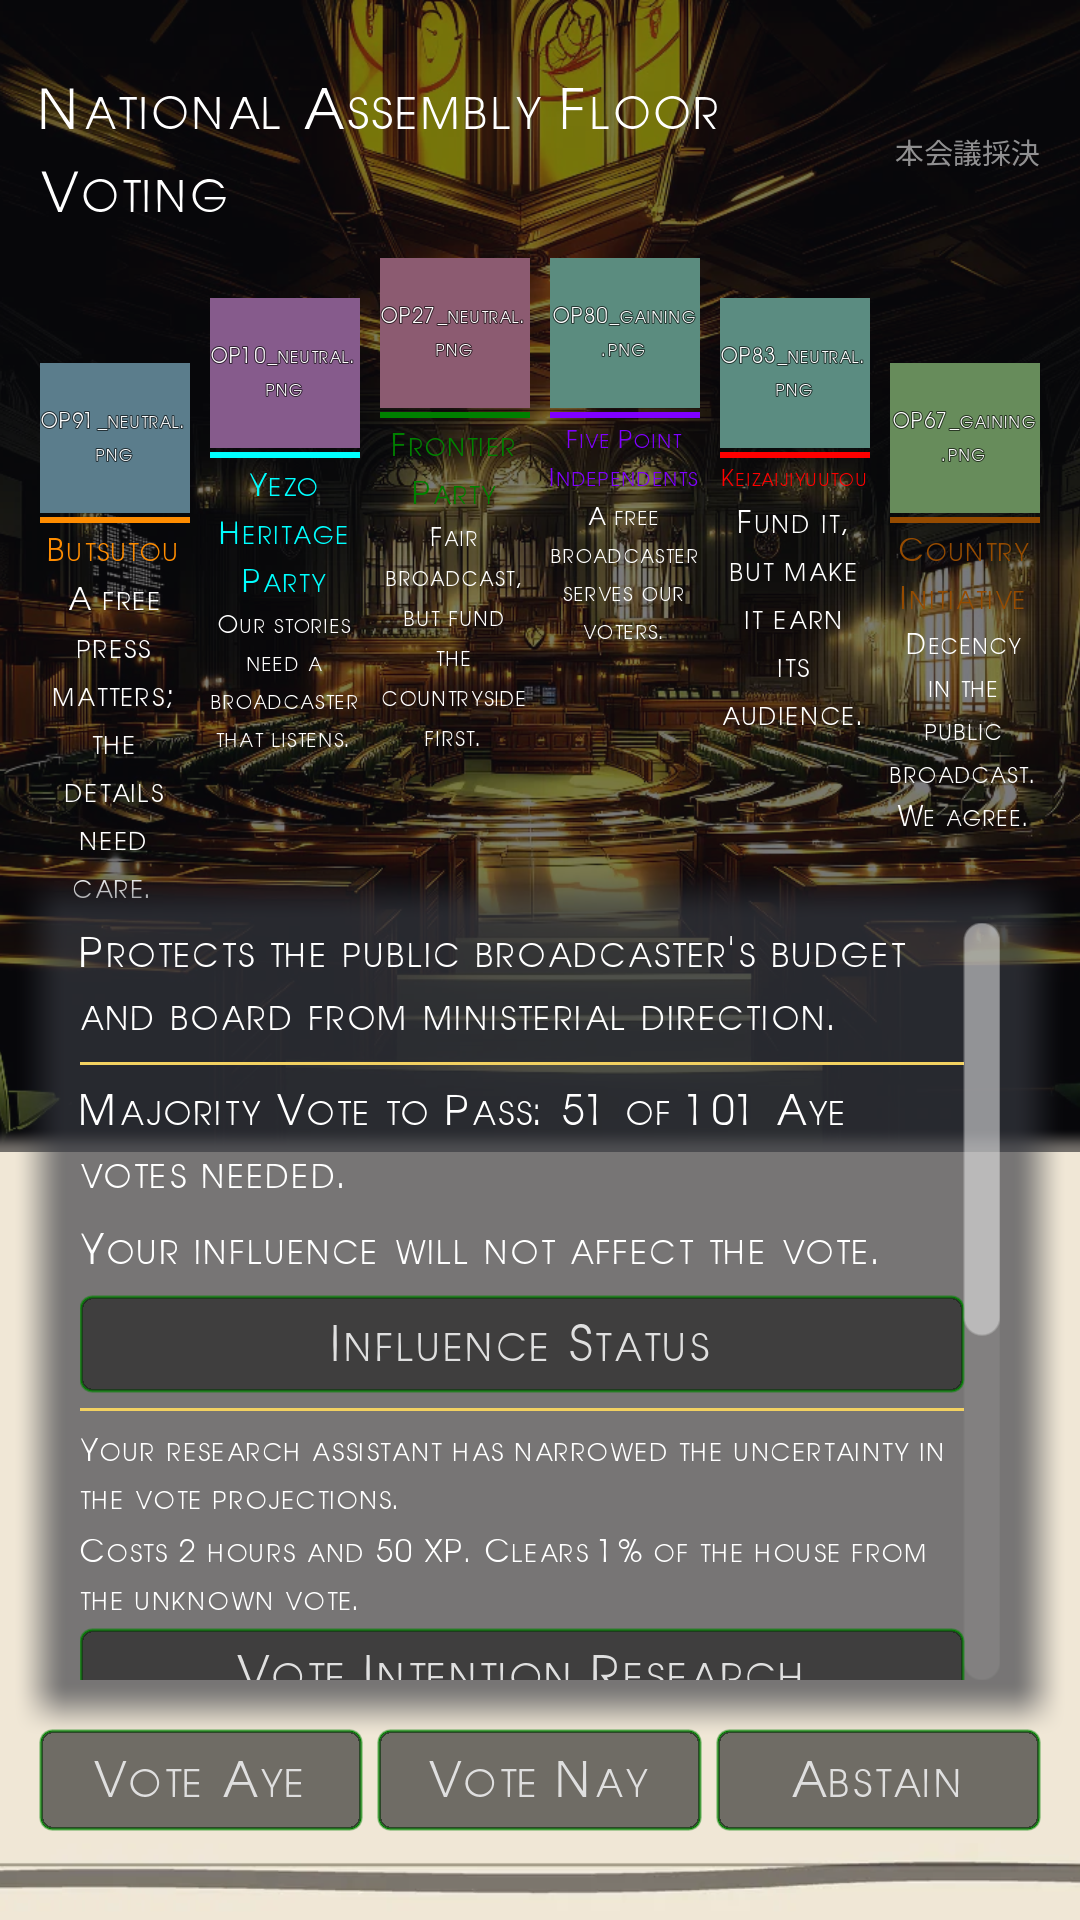 National Assembly Floor
Voting
本会議採決
OP91_neutral.
png
Butsutou
A free
press
matters;
the
details
need
care.
OP10_neutral.
png
Yezo
Heritage
Party
Our stories
need a
broadcaster
that listens.
OP27_neutral.
png
Frontier
Party
Fair
broadcast,
but fund
the
countryside
first.
OP80_gaining
.png
Five Point
Independents
A free
broadcaster
serves our
voters.
OP83_neutral.
png
Keizaijiyuutou
Fund it,
but make
it earn
its
audience.
OP67_gaining
.png
Country
Initiative
Decency
in the
public
broadcast.
We agree.
Protects the public broadcaster's budget
and board from ministerial direction.
Majority Vote to Pass: 51 of 101 Aye
votes needed.
Your influence will not affect the vote.
Influence Status
Your research assistant has narrowed the uncertainty in
the vote projections.
Costs 2 hours and 50 XP. Clears 1% of the house from
the unknown vote.
Vote Intention Research
Vote Aye
Vote Nay
Abstain